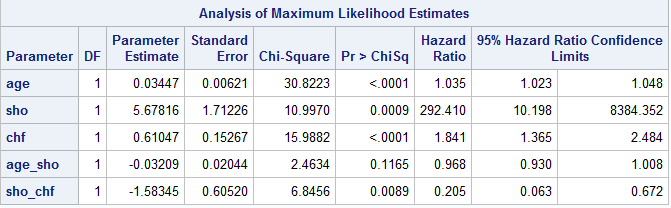 Analysis of Maximum Likelihood Estimates
Parameter DF Parameter Estimate Standard Error Chi-Square Pr > ChiSq Hazard Ratio 95% Hazard Ratio Confidence Limits
age 1 0.03447 0.00621 30.8223 <.0001 1.035 1.023 1.048
sho 1 5.67816 1.71226 10.9970 0.0009 292.410 10.198 8384.352
chf 1 0.61047 0.15267 15.9882 <.0001 1.841 1.365 2.484
age_sho 1 -0.03209 0.02044 2.4634 0.1165 0.968 0.930 1.008
sho_chf 1 -1.58345 0.60520 6.8456 0.0089 0.205 0.063 0.672